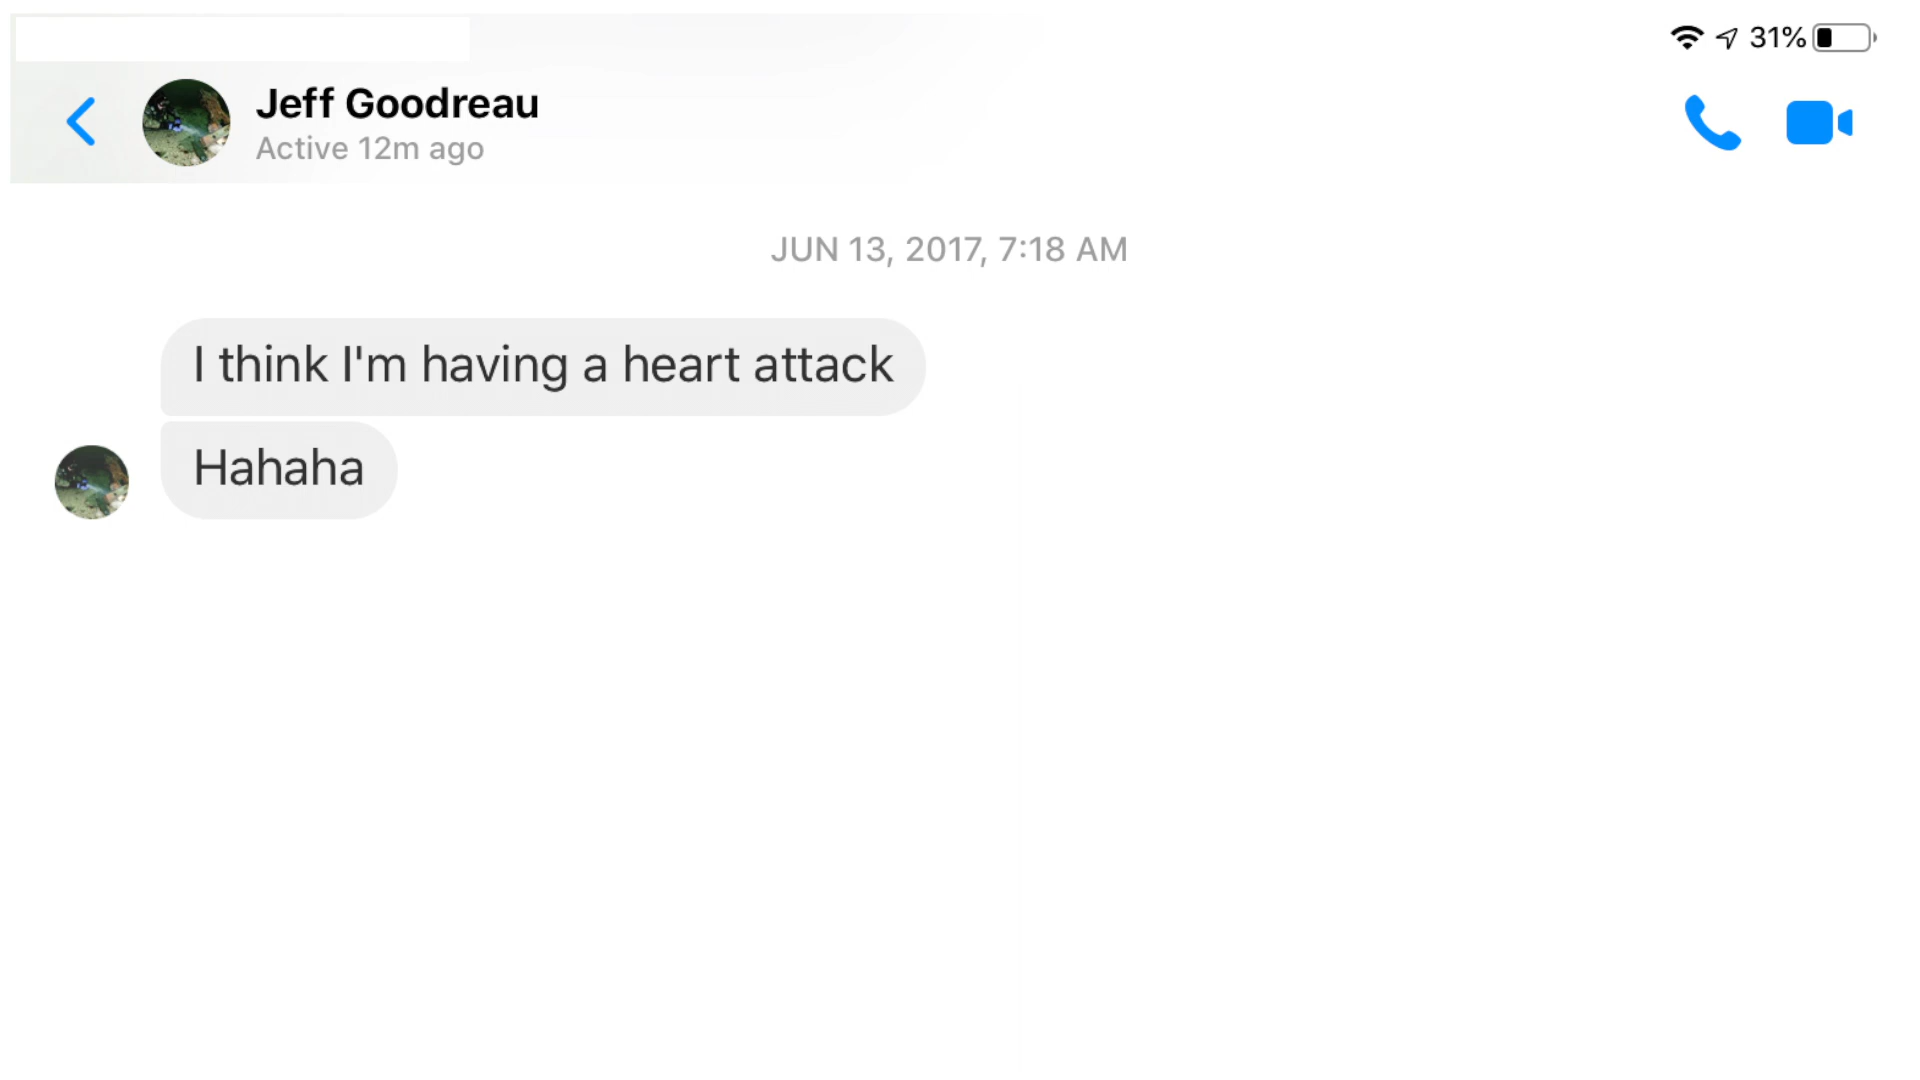 31%
Jeff Goodreau
Active 12m ago
JUN 13, 2017, 7:18 AM
I think I'm having a heart attack
Hahaha